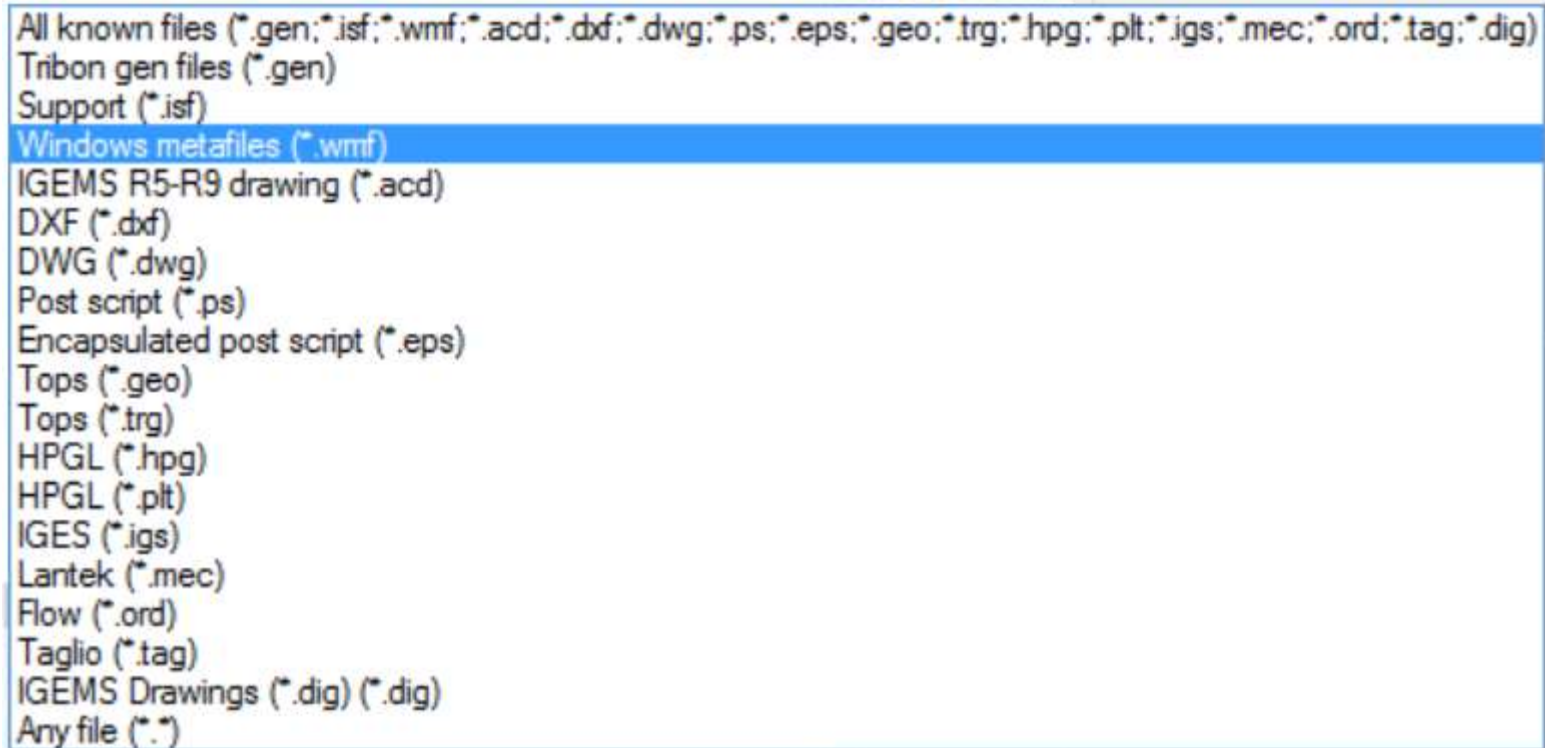 All known files (*.gen;*.isf;*.wmf;*.acd;*.dxf;*.dwg;*.ps;*.eps;*.geo;*.trg;*.hpg;*.plt;*.igs;*.mec;*.ord;*.tag;*.dig)
Tribon gen files (*.gen)
Support (*.isf)
Windows metafiles (*.wmf)
IGEMS R5-R9 drawing (*.acd)
DXF (*.dxf)
DWG (*.dwg)
Post script (*.ps)
Encapsulated post script (*.eps)
Tops (*.geo)
Tops (*.trg)
HPGL (*.hpg)
HPGL (*.plt)
IGES (*.igs)
Lantek (*.mec)
Flow (*.ord)
Taglio (*.tag)
IGEMS Drawings (*.dig) (*.dig)
Any file (*.*)